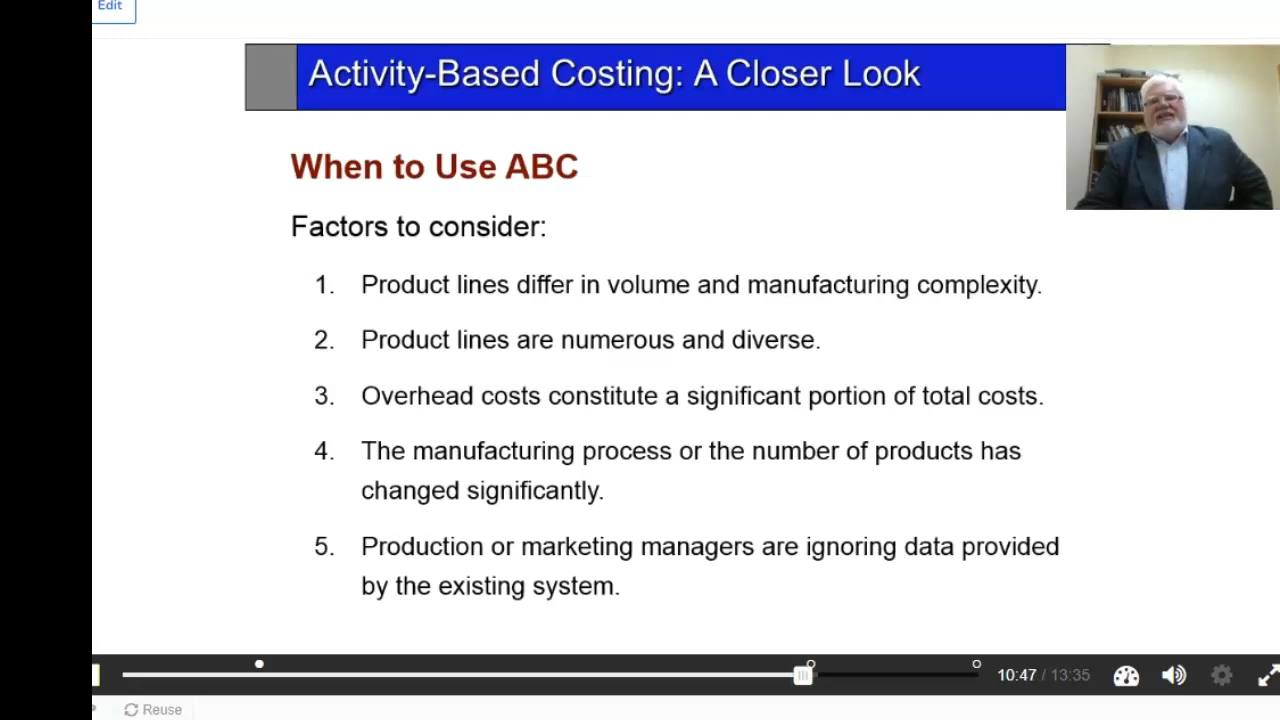 Edit
Activity-Based Costing: A Closer Look
When to Use ABC
Factors to consider:
1. Product lines differ in volume and manufacturing complexity.
2. Product lines are numerous and diverse.
3. Overhead costs constitute a significant portion of total costs.
4. The manufacturing process or the number of products has
changed significantly.
5. Production or marketing managers are ignoring data provided
by the existing system.
10:47 / 13:35
Reuse